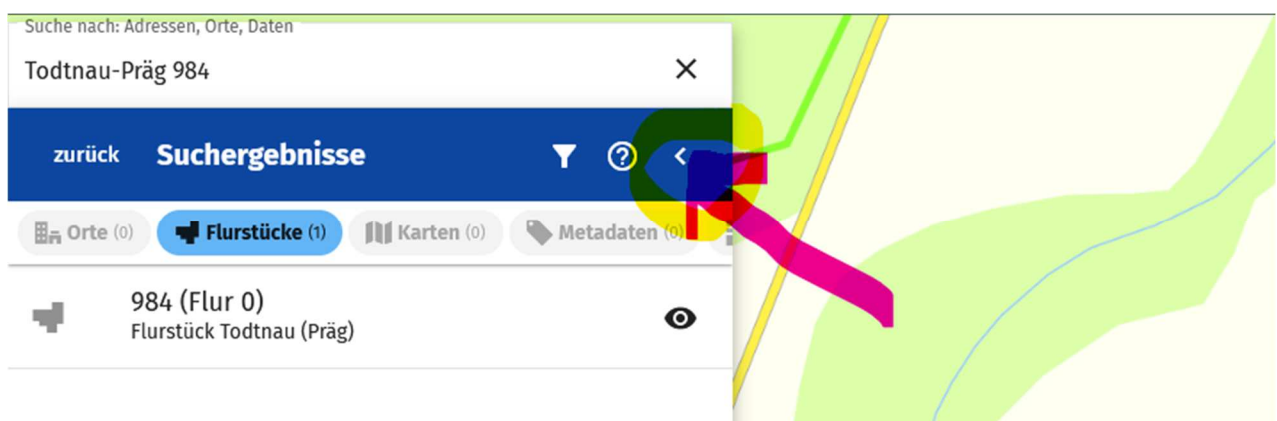 Suche nach: Adressen, Orte, Daten
Todtnau-Präg 984
zurück Suchergebnisse
Orte (0) Flurstücke (1) Karten (0) Metadaten (0)
984 (Flur 0)
Flurstück Todtnau (Präg)